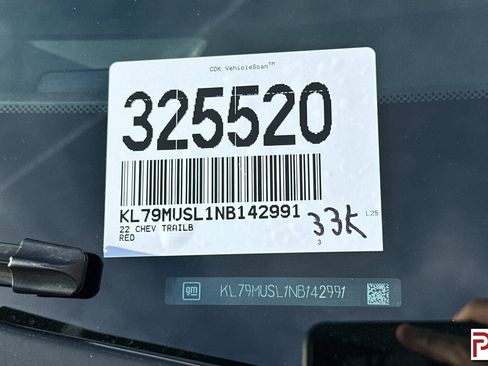 CDK VehicleScan™
325520
KL79MUSL1NB142991
22 CHEV TRAILB
RED
33K
L25
3
gm
KL79MUSL1NB142991
P